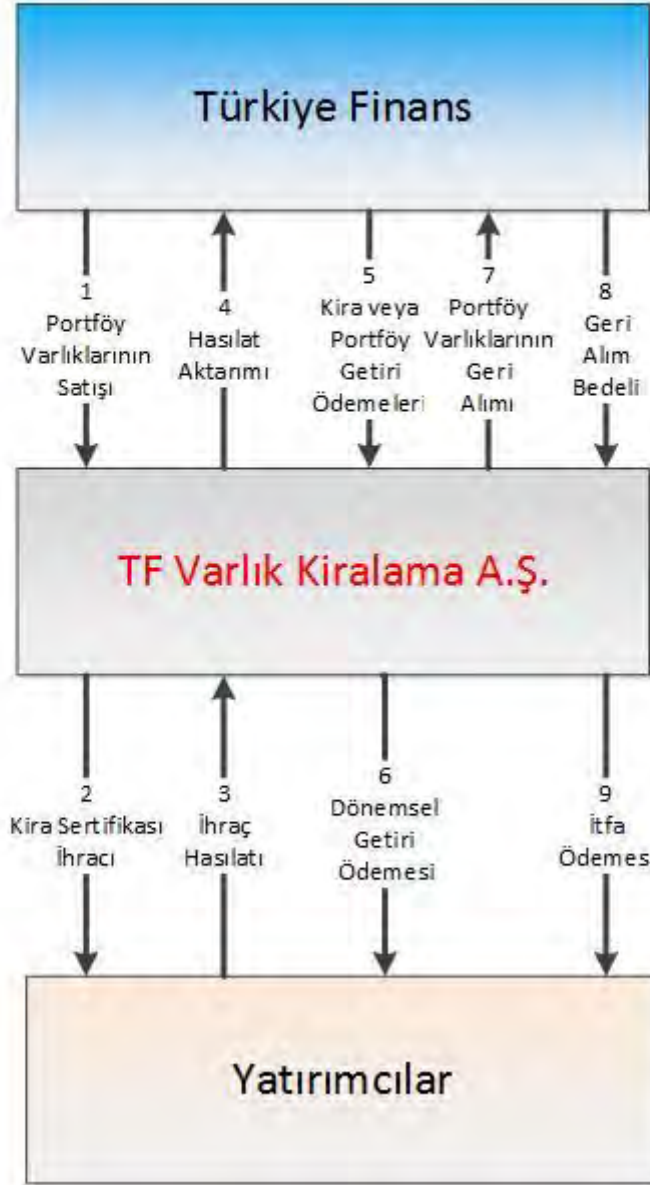 Türkiye Finans
1
Portföy
Varlıklarının
Satışı
4
Hasılat
Aktarımı
5
Kira veya
Portföy
Getiri
Ödemeleri
7
Portföy
Varlıklarının
Geri
Alımı
8
Geri
Alım
Bedeli
TF Varlık Kiralama A.Ş.
2
Kira Sertifikası
İhracı
3
İhraç
Hasılatı
6
Dönemsel
Getiri
Ödemesi
9
İtfa
Ödemes
Yatırımcılar